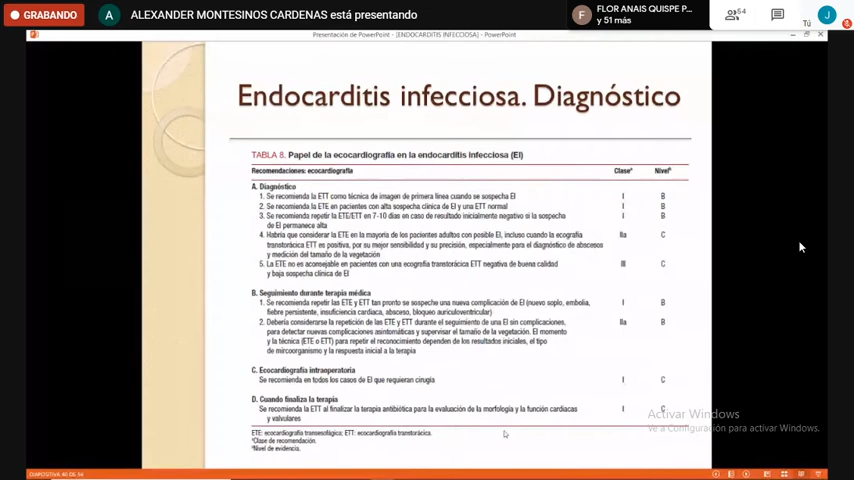 GRABANDO
A
ALEXANDER MONTESINOS CARDENAS está presentando
F
FLOR ANAIS QUISPE P...
y 51 más
54
Tú
J
Presentación de PowerPoint - [ENDOCARDITIS INFECCIOSA] - PowerPoint
Endocarditis infecciosa. Diagnóstico
TABLA 8. Papel de la ecocardiografía en la endocarditis infecciosa (EI)
Recomendaciones: ecocardiografía Claseª Nivelᵇ
A. Diagnóstico
1. Se recomienda la ETT como técnica de imagen de primera línea cuando se sospecha EI I B
2. Se recomienda la ETE en pacientes con alta sospecha clínica de EI y una ETT normal I B
3. Se recomienda repetir la ETE/ETT en 7-10 días en caso de resultado inicialmente negativo si la sospecha I B
de EI permanece alta
4. Habría que considerar la ETE en la mayoría de los pacientes adultos con posible EI, incluso cuando la ecografía IIa C
transtorácica ETT es positiva, por su mejor sensibilidad y su precisión, especialmente para el diagnóstico de abscesos
y medición del tamaño de la vegetación
5. La ETE no es aconsejable en pacientes con una ecografía transtorácica ETT negativa de buena calidad III C
y baja sospecha clínica de EI
B. Seguimiento durante terapia médica
1. Se recomienda repetir las ETE y ETT tan pronto se sospeche una nueva complicación de EI (nuevo soplo, embolia, I B
fiebre persistente, insuficiencia cardiaca, absceso, bloqueo auriculoventricular)
2. Debería considerarse la repetición de las ETE y ETT durante el seguimiento de una EI sin complicaciones, IIa B
para detectar nuevas complicaciones asintomáticas y supervisar el tamaño de la vegetación. El momento
y la técnica (ETE o ETT) para repetir el reconocimiento dependen de los resultados iniciales, el tipo
de mircoorganismo y la respuesta inicial a la terapia
C. Ecocardiografía intraoperatoria
Se recomienda en todos los casos de EI que requieran cirugía I C
D. Cuando finaliza la terapia
Se recomienda la ETT al finalizar la terapia antibiótica para la evaluación de la morfología y la función cardiacas I C
y valvulares
ETE: ecocardiografía transesofágica; ETT: ecocardiografía transtorácica.
ªClase de recomendación.
ᵇNivel de evidencia.
Activar Windows
Ve a Configuración para activar Windows.
DIAPOSITIVA 40 DE 54